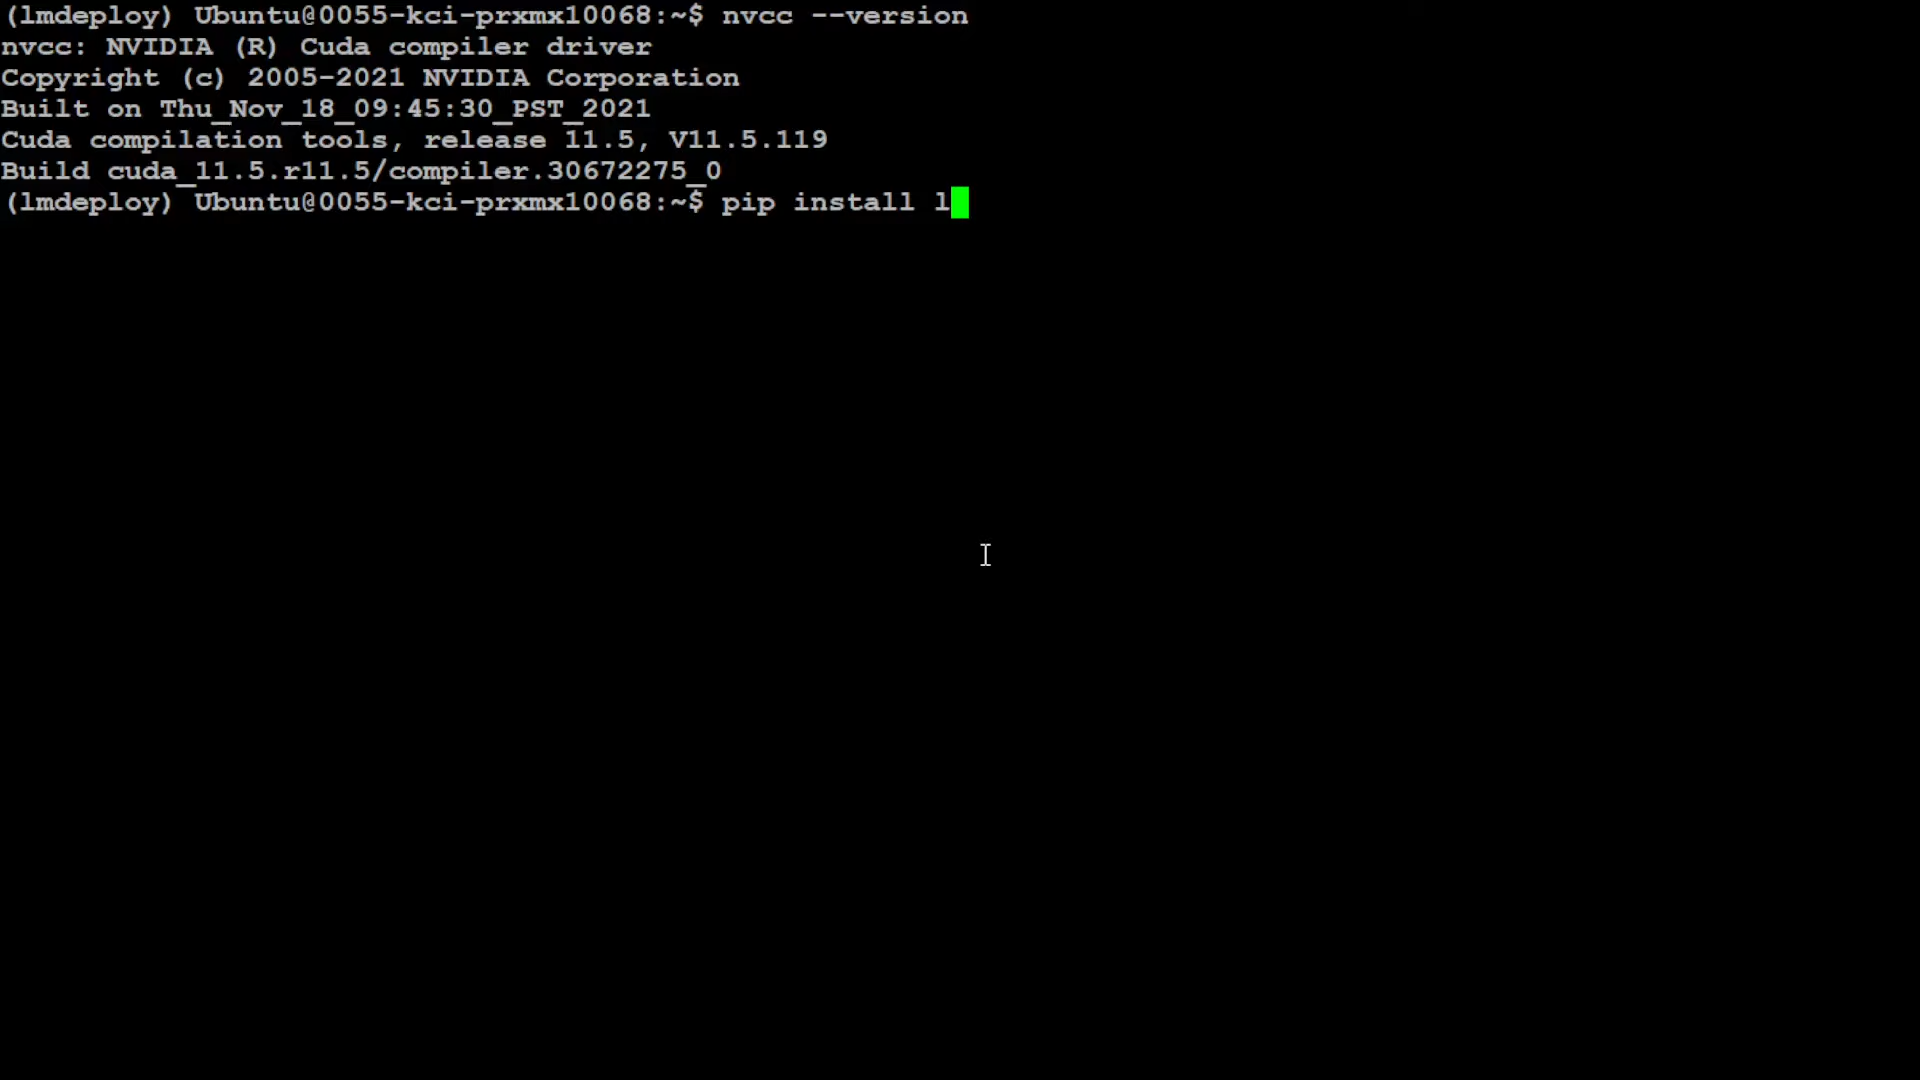 (lmdeploy) Ubuntu@0055-kci-prxmx10068:~$ nvcc --version
nvcc: NVIDIA (R) Cuda compiler driver
Copyright (c) 2005-2021 NVIDIA Corporation
Built on Thu_Nov_18_09:45:30_PST_2021
Cuda compilation tools, release 11.5, V11.5.119
Build cuda_11.5.r11.5/compiler.30672275_0
(lmdeploy) Ubuntu@0055-kci-prxmx10068:~$ pip install l